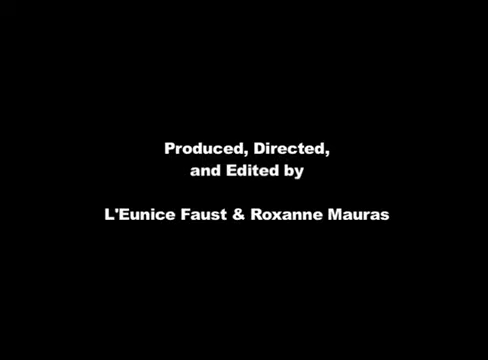 Produced, Directed,
and Edited by
L'Eunice Faust & Roxanne Mauras